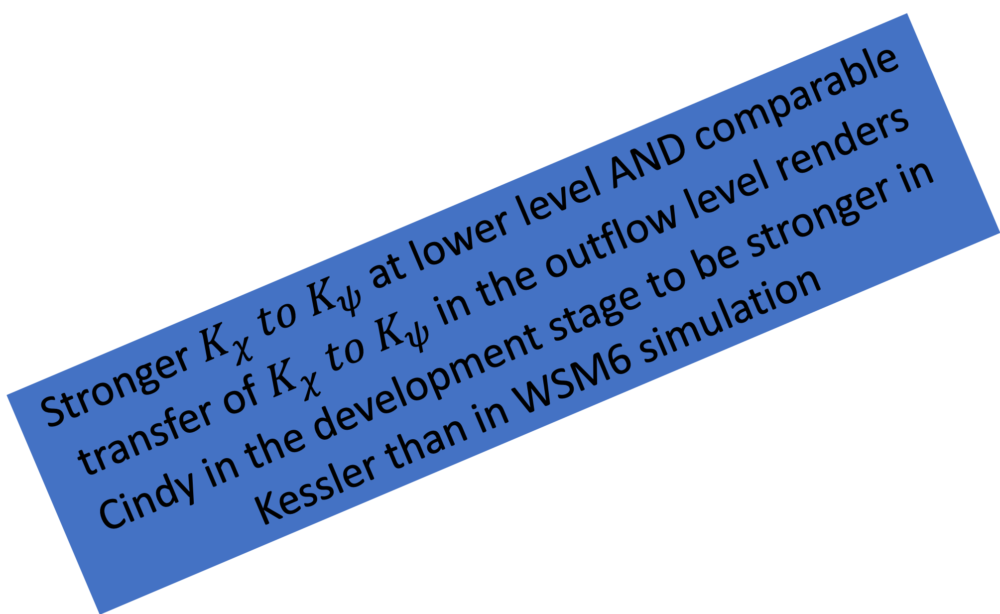 Stronger $K_\chi$ to $K_\psi$ at lower level AND comparable
transfer of $K_\chi$ to $K_\psi$ in the outflow level renders
Cindy in the development stage to be stronger in
Kessler than in WSM6 simulation